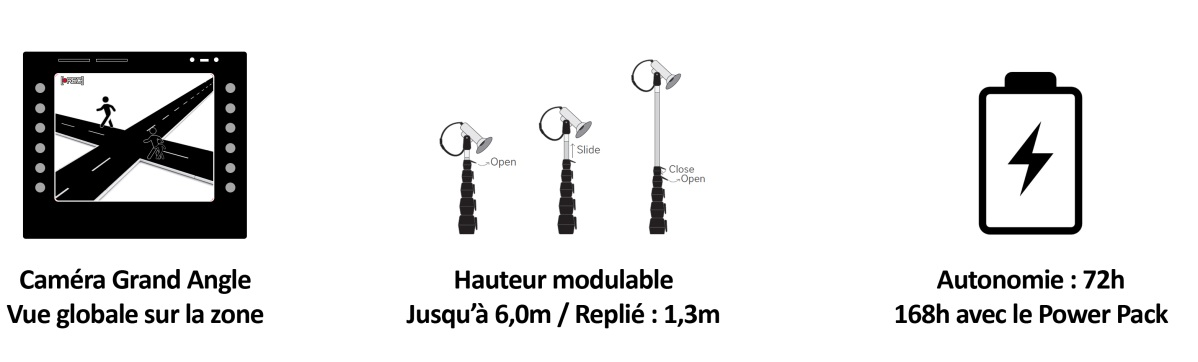 Open
Slide
Close
Open
Caméra Grand Angle
Vue globale sur la zone
Hauteur modulable
Jusqu’à 6,0m / Replié : 1,3m
Autonomie : 72h
168h avec le Power Pack